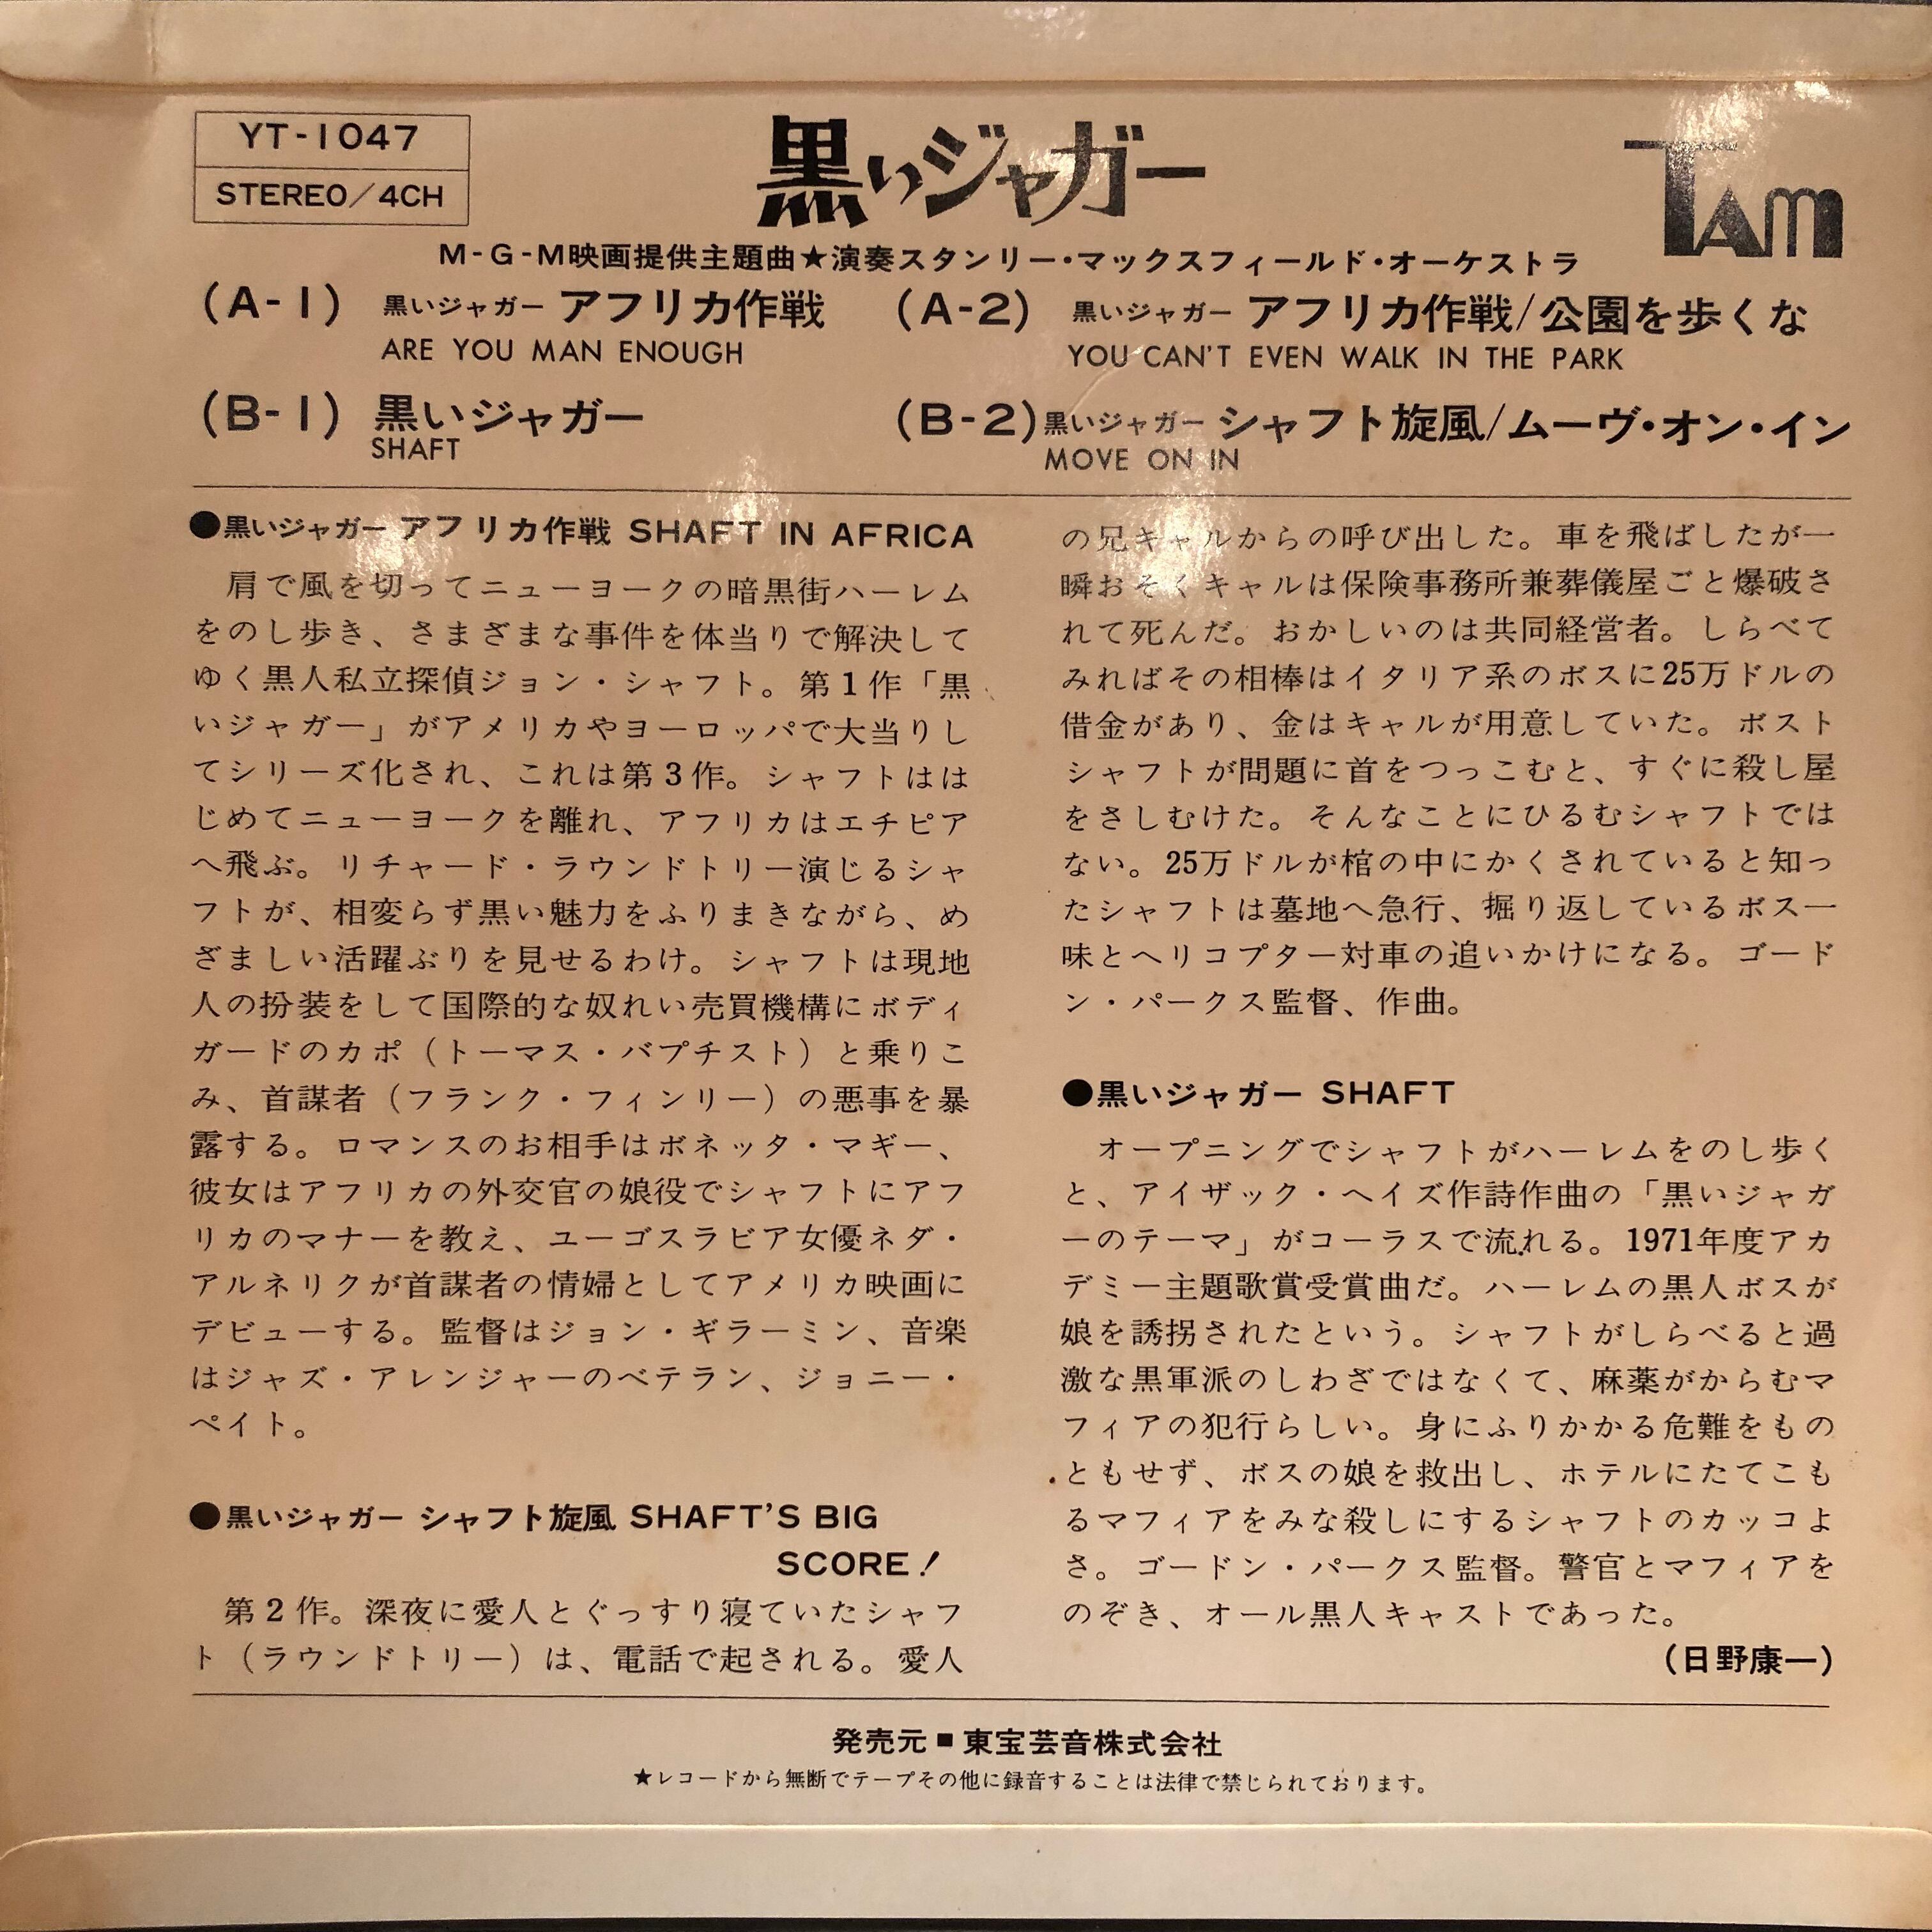 YT-1047
STEREO/4CH
黒いジャガー
TAM
M-G-M映画提供主題曲★演奏スタンリー・マックスフィールド・オーケストラ
(A-1) 黒いジャガー アフリカ作戦
ARE YOU MAN ENOUGH
(A-2) 黒いジャガー アフリカ作戦/公園を歩くな
YOU CAN'T EVEN WALK IN THE PARK
(B-1) 黒いジャガー
SHAFT
(B-2) 黒いジャガー シャフト旋風/ムーヴ・オン・イン
MOVE ON IN
●黒いジャガー アフリカ作戦 SHAFT IN AFRICA
肩で風を切ってニューヨークの暗黒街ハーレム
をのし歩き、さまざまな事件を体当りで解決して
ゆく黒人私立探偵ジョン・シャフト。第1作「黒
いジャガー」がアメリカやヨーロッパで大当りし
てシリーズ化され、これは第3作。シャフトはは
じめてニューヨークを離れ、アフリカはエチピア
へ飛ぶ。リチャード・ラウンドトリー演じるシャ
フトが、相変らず黒い魅力をふりまきながら、め
ざましい活躍ぶりを見せるわけ。シャフトは現地
人の扮装をして国際的な奴れい売買機構にボディ
ガードのカポ（トーマス・バプチスト）と乗りこ
み、首謀者（フランク・フィンリー）の悪事を暴
露する。ロマンスのお相手はボネッタ・マギー、
彼女はアフリカの外交官の娘役でシャフトにアフ
リカのマナーを教え、ユーゴスラビア女優ネダ・
アルネリクが首謀者の情婦としてアメリカ映画に
デビューする。監督はジョン・ギラーミン、音楽
はジャズ・アレンジャーのベテラン、ジョニー・
ペイト。
●黒いジャガー シャフト旋風 SHAFT'S BIG
SCORE!
第2作。深夜に愛人とぐっすり寝ていたシャフ
ト（ラウンドトリー）は、電話で起される。愛人
の兄キャルからの呼び出した。車を飛ばしたが一
瞬おそくキャルは保険事務所兼葬儀屋ごと爆破さ
れて死んだ。おかしいのは共同経営者。しらべて
みればその相棒はイタリア系のボスに25万ドルの
借金があり、金はキャルが用意していた。ボスト
シャフトが問題に首をつっこむと、すぐに殺し屋
をさしむけた。そんなことにひるむシャフトでは
ない。25万ドルが棺の中にかくされていると知っ
たシャフトは墓地へ急行、掘り返しているボス一
味とヘリコプター対車の追いかけになる。ゴード
ン・パークス監督、作曲。
●黒いジャガー SHAFT
オープニングでシャフトがハーレムをのし歩く
と、アイザック・ヘイズ作詩作曲の「黒いジャガ
ーのテーマ」がコーラスで流れる。1971年度アカ
デミー主題歌賞受賞曲だ。ハーレムの黒人ボスが
娘を誘拐されたという。シャフトがしらべると過
激な黒軍派のしわざではなくて、麻薬がからむマ
フィアの犯行らしい。身にふりかかる危難をもの
ともせず、ボスの娘を救出し、ホテルにたてこも
るマフィアをみな殺しにするシャフトのカッコよ
さ。ゴードン・パークス監督。警官とマフィアを
のぞき、オール黒人キャストであった。
（日野康一）
発売元■東宝芸音株式会社
★レコードから無断でテープその他に録音することは法律で禁じられております。